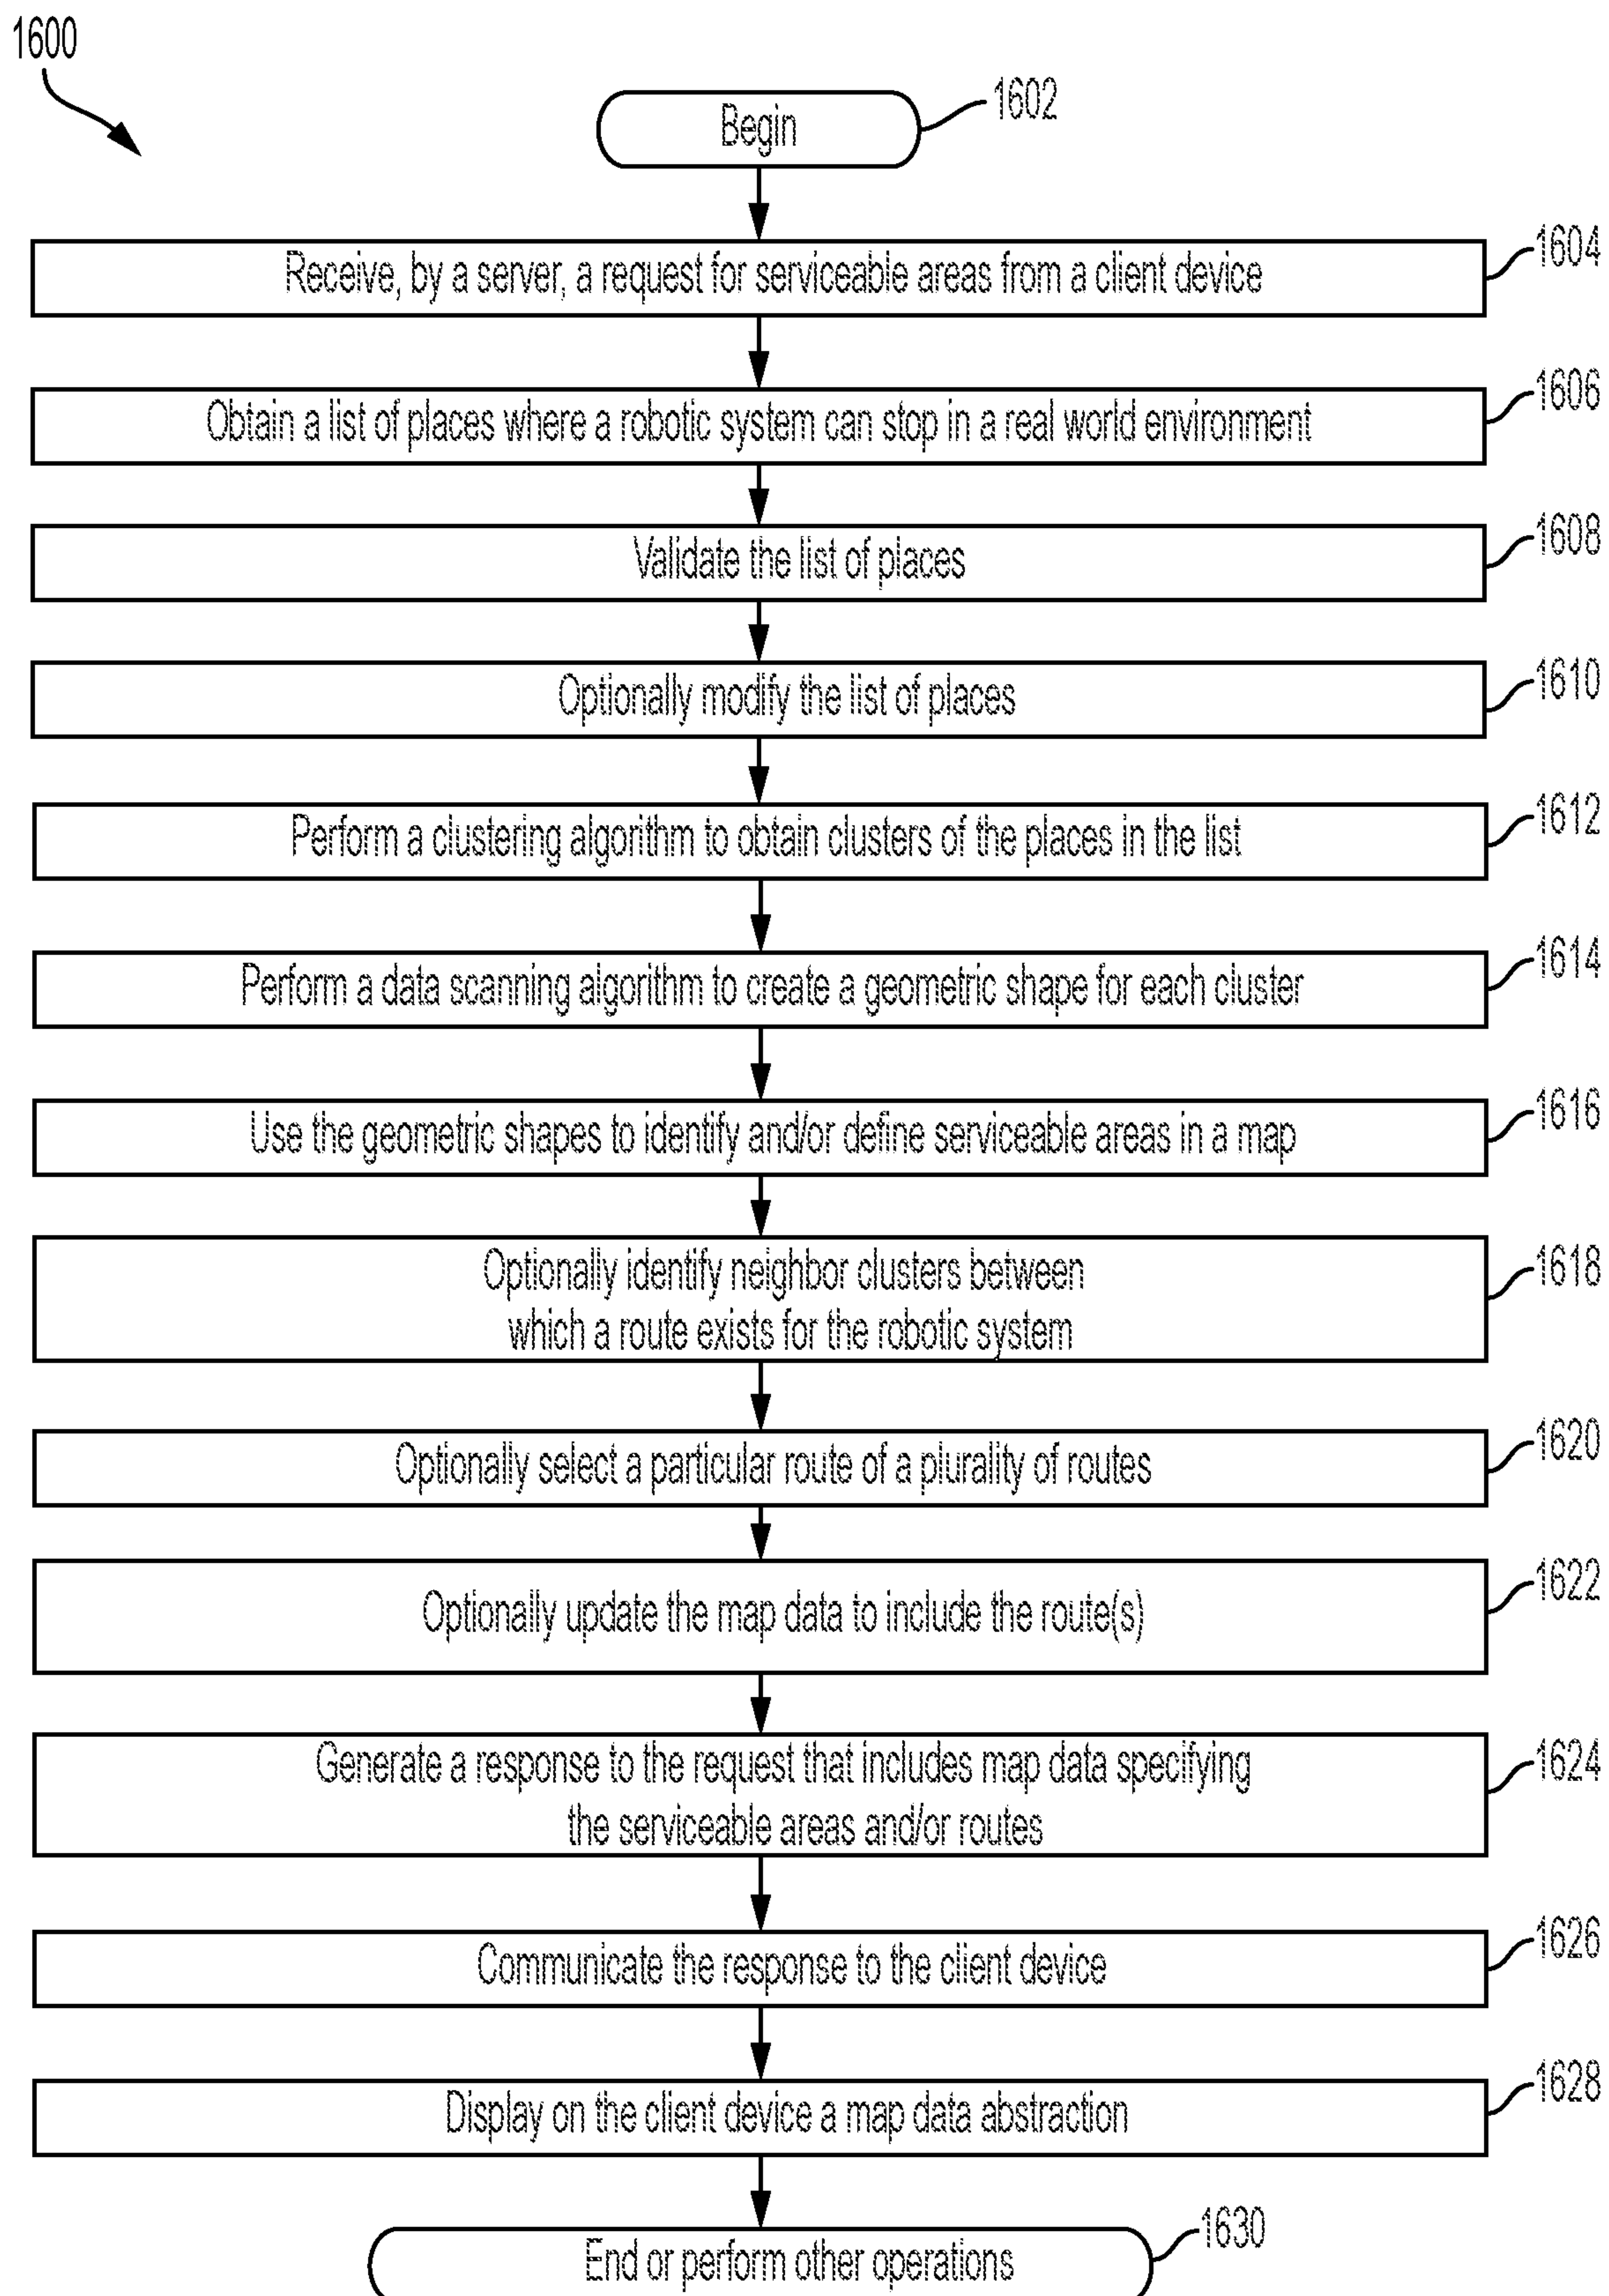 1600
Begin
1602
Receive, by a server, a request for serviceable areas from a client device
1604
Obtain a list of places where a robotic system can stop in a real world environment
1606
Validate the list of places
1608
Optionally modify the list of places
1610
Perform a clustering algorithm to obtain clusters of the places in the list
1612
Perform a data scanning algorithm to create a geometric shape for each cluster
1614
Use the geometric shapes to identify and/or define serviceable areas in a map
1616
Optionally identify neighbor clusters between
which a route exists for the robotic system
1618
Optionally select a particular route of a plurality of routes
1620
Optionally update the map data to include the route(s)
1622
Generate a response to the request that includes map data specifying
the serviceable areas and/or routes
1624
Communicate the response to the client device
1626
Display on the client device a map data abstraction
1628
End or perform other operations
1630